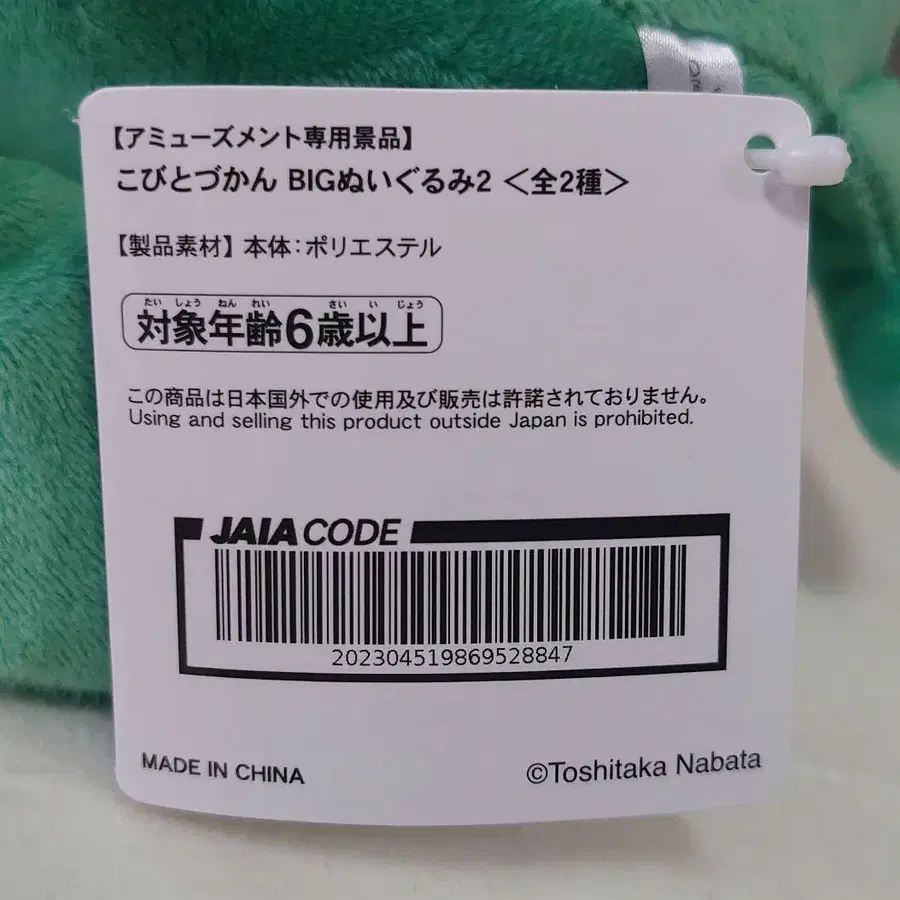 【アミューズメント専用景品】
こびとづかん BIGぬいぐるみ2 <全2種>
【製品素材】本体：ポリエステル
たい しょう ねん れい さい い じょう
対象年齢6歳以上
この商品は日本国外での使用及び販売は許諾されておりません。
Using and selling this product outside Japan is prohibited.
JAIA CODE
202304519869528847
MADE IN CHINA
©Toshitaka Nabata